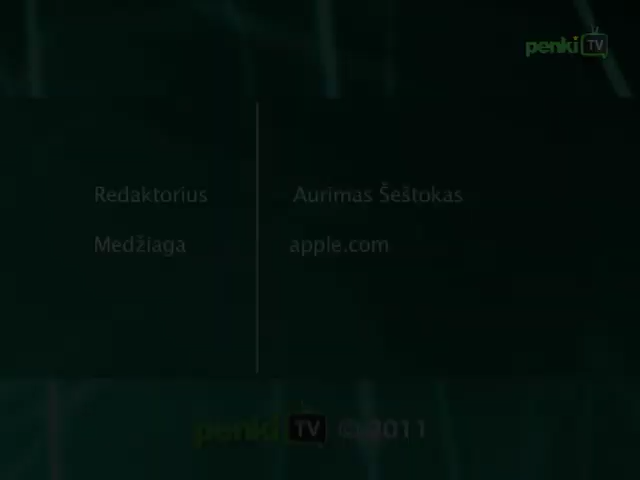 penki TV
Redaktorius Aurimas Šeštokas
Medžiaga apple.com
penki TV © 2011